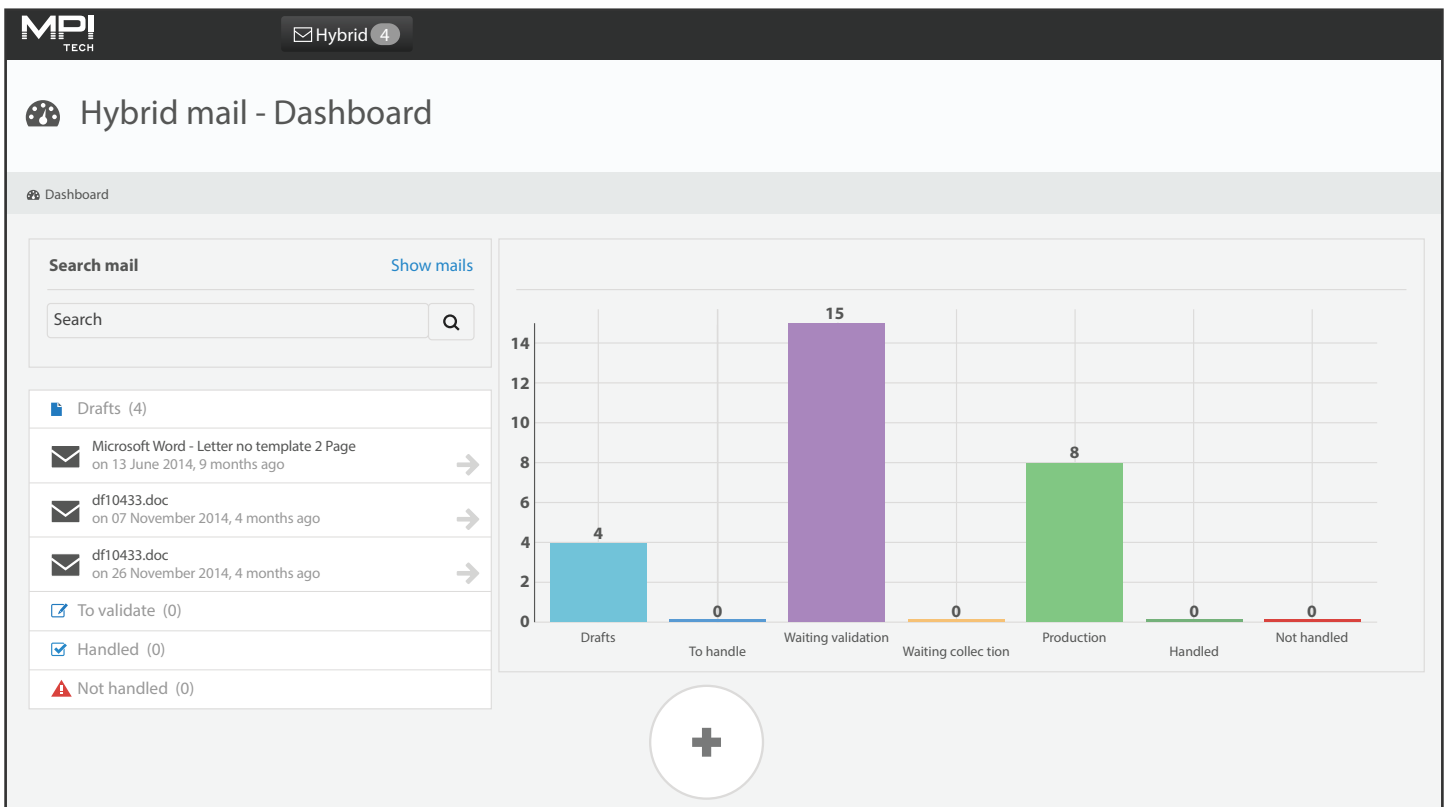 MPI
TECH
Hybrid 4
Hybrid mail - Dashboard
Dashboard
Search mail
Show mails
Search
Drafts (4)
Microsoft Word - Letter no template 2 Page
on 13 June 2014, 9 months ago
df10433.doc
on 07 November 2014, 4 months ago
df10433.doc
on 26 November 2014, 4 months ago
To validate (0)
Handled (0)
Not handled (0)
15
14
12
10
8
8
6
4
4
2
0
0
0
0
0
Drafts
To handle
Waiting validation
Waiting collec tion
Production
Handled
Not handled